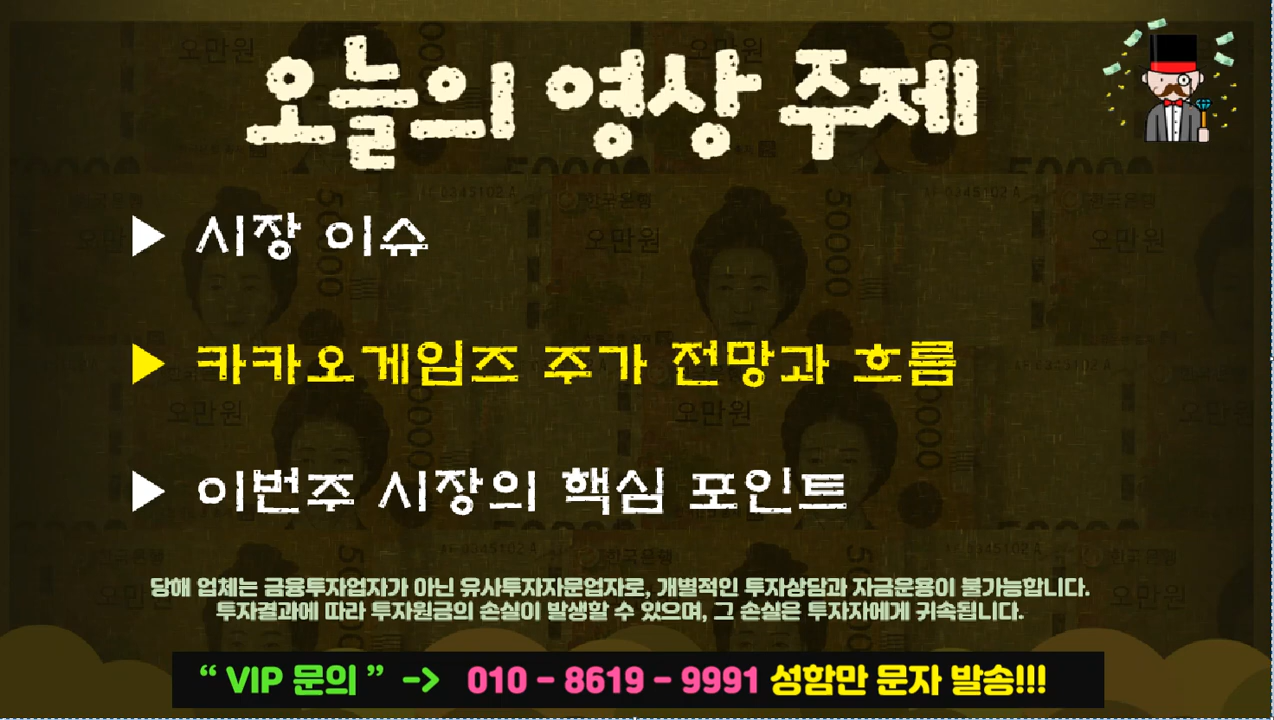 오늘의 영상 주제
▶ 시장 이슈
▶ 카카오게임즈 주가 전망과 흐름
▶ 이번주 시장의 핵심 포인트
당해 업체는 금융투자업자가 아닌 유사투자자문업자로, 개별적인 투자상담과 자금운용이 불가능합니다.
투자결과에 따라 투자원금의 손실이 발생할 수 있으며, 그 손실은 투자자에게 귀속됩니다.
“ VIP 문의 ” -> 010 - 8619 - 9991 성함만 문자 발송!!!